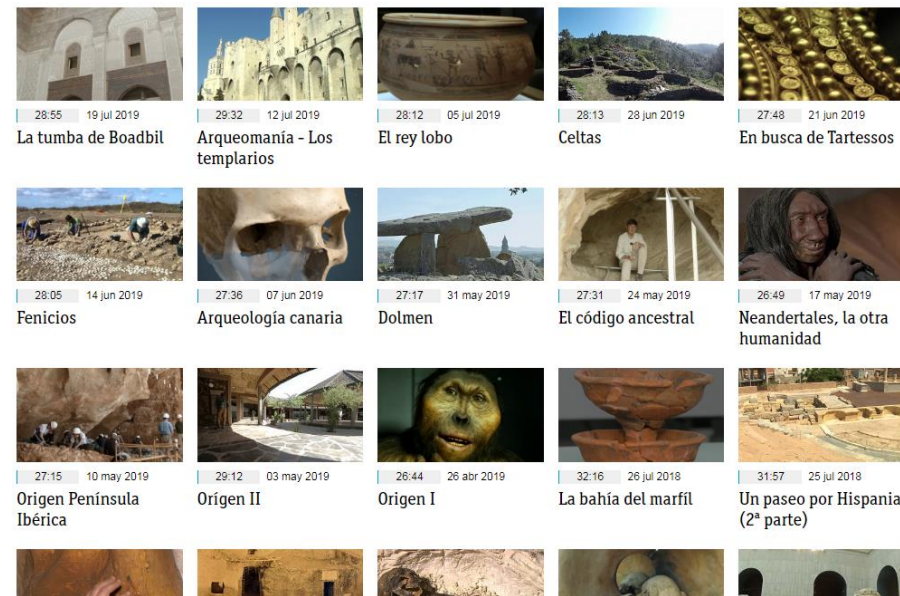 28:55 19 jul 2019
La tumba de Boabdil
29:32 12 jul 2019
Arqueomanía - Los
templarios
28:12 05 jul 2019
El rey lobo
28:13 28 jun 2019
Celtas
27:48 21 jun 2019
En busca de Tartessos
28:05 14 jun 2019
Fenicios
27:36 07 jun 2019
Arqueología canaria
27:17 31 may 2019
Dolmen
27:31 24 may 2019
El código ancestral
26:49 17 may 2019
Neandertales, la otra
humanidad
27:15 10 may 2019
Origen Península
Ibérica
29:12 03 may 2019
Orígen II
26:44 26 abr 2019
Origen I
32:16 26 jul 2018
La bahía del marfíl
31:57 25 jul 2018
Un paseo por Hispania
(2ª parte)